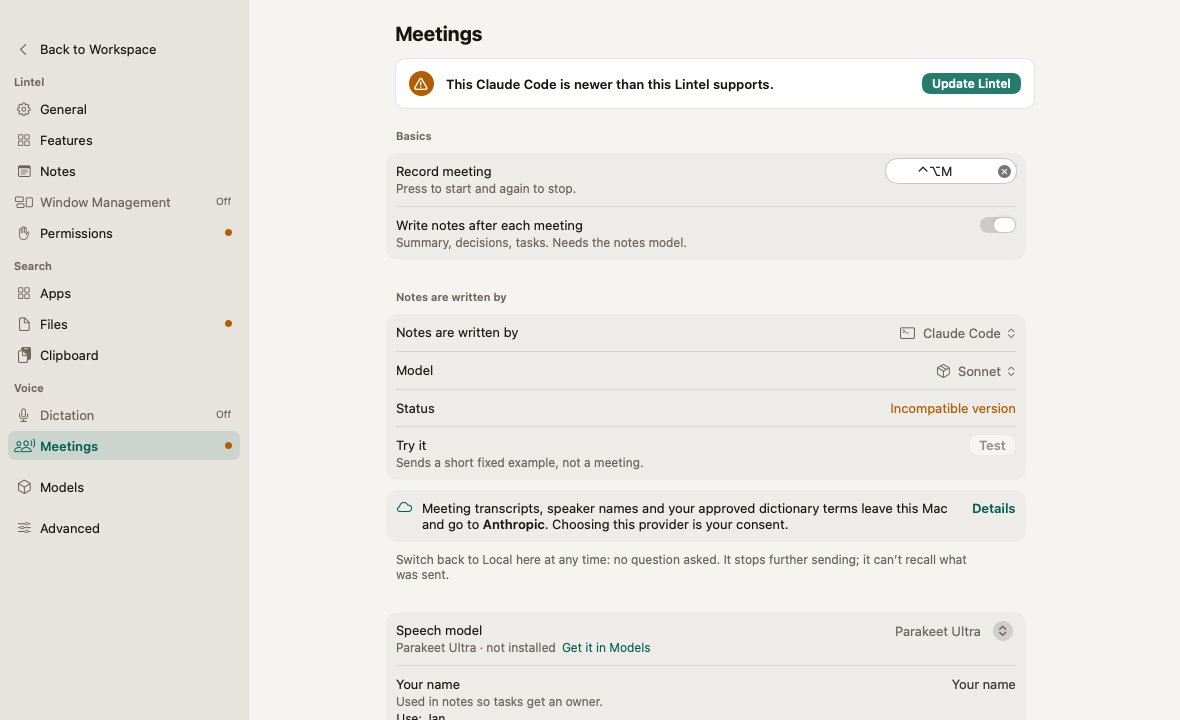 Back to Workspace
Lintel
General
Features
Notes
Window Management Off
Permissions
Search
Apps
Files
Clipboard
Voice
Dictation Off
Meetings
Models
Advanced
Meetings
This Claude Code is newer than this Lintel supports. Update Lintel
Basics
Record meeting ^⌥M
Press to start and again to stop.
Write notes after each meeting
Summary, decisions, tasks. Needs the notes model.
Notes are written by
Notes are written by Claude Code
Model Sonnet
Status Incompatible version
Try it Test
Sends a short fixed example, not a meeting.
Meeting transcripts, speaker names and your approved dictionary terms leave this Mac Details
and go to Anthropic. Choosing this provider is your consent.
Switch back to Local here at any time: no question asked. It stops further sending; it can’t recall what
was sent.
Speech model Parakeet Ultra
Parakeet Ultra · not installed Get it in Models
Your name Your name
Used in notes so tasks get an owner.
Use: Jan